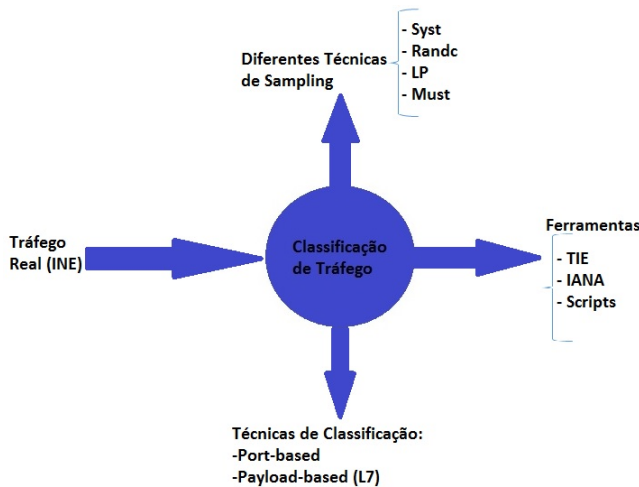 Diferentes Técnicas
de Sampling
- Syst
- Randc
- LP
- Must
Tráfego
Real (INE)
Classificação
de Tráfego
Ferramentas
- TIE
- IANA
- Scripts
Técnicas de Classificação:
-Port-based
-Payload-based (L7)